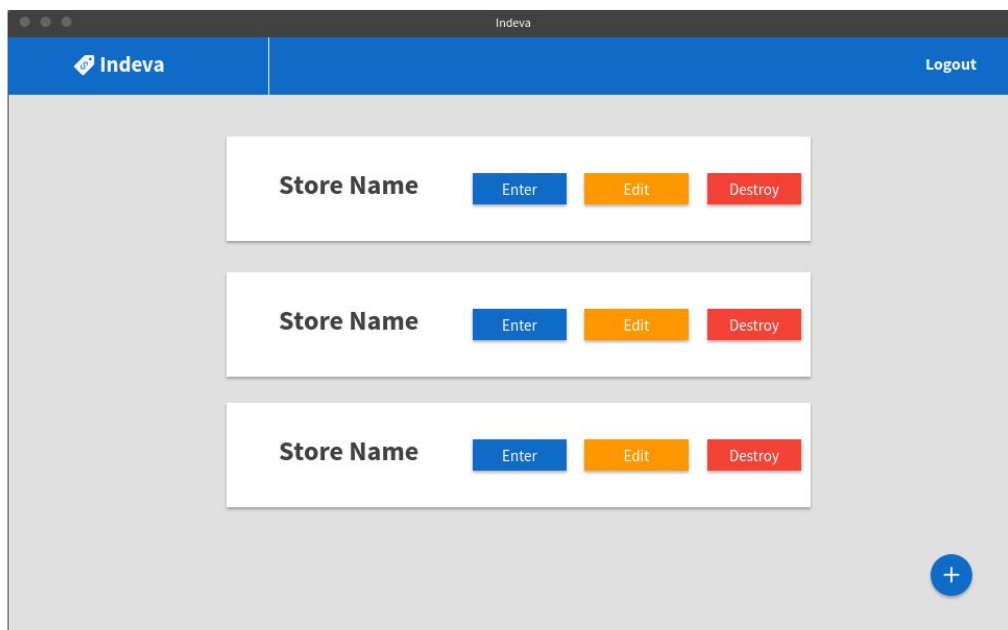 Indeva
Indeva
Logout
Store Name
Enter
Edit
Destroy
Store Name
Enter
Edit
Destroy
Store Name
Enter
Edit
Destroy
+